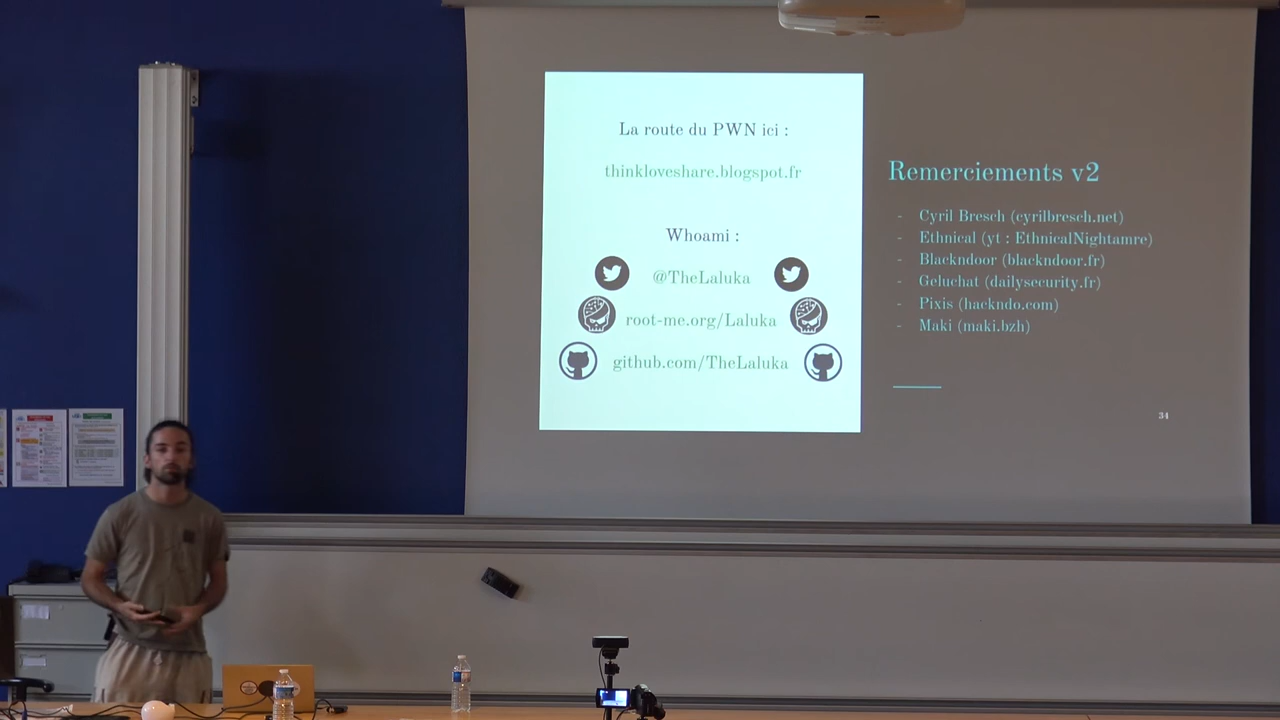 La route du PWN ici :
thinkloveshare.blogspot.fr
Whoami :
@TheLaluka
root-me.org/Laluka
github.com/TheLaluka
Remerciements v2
- Cyril Bresch (cyrilbresch.net)
- Ethnical (yt : EthnicalNightamre)
- Blackndoor (blackndoor.fr)
- Geluchat (dailysecurity.fr)
- Pixis (hackndo.com)
- Maki (maki.bzh)
34